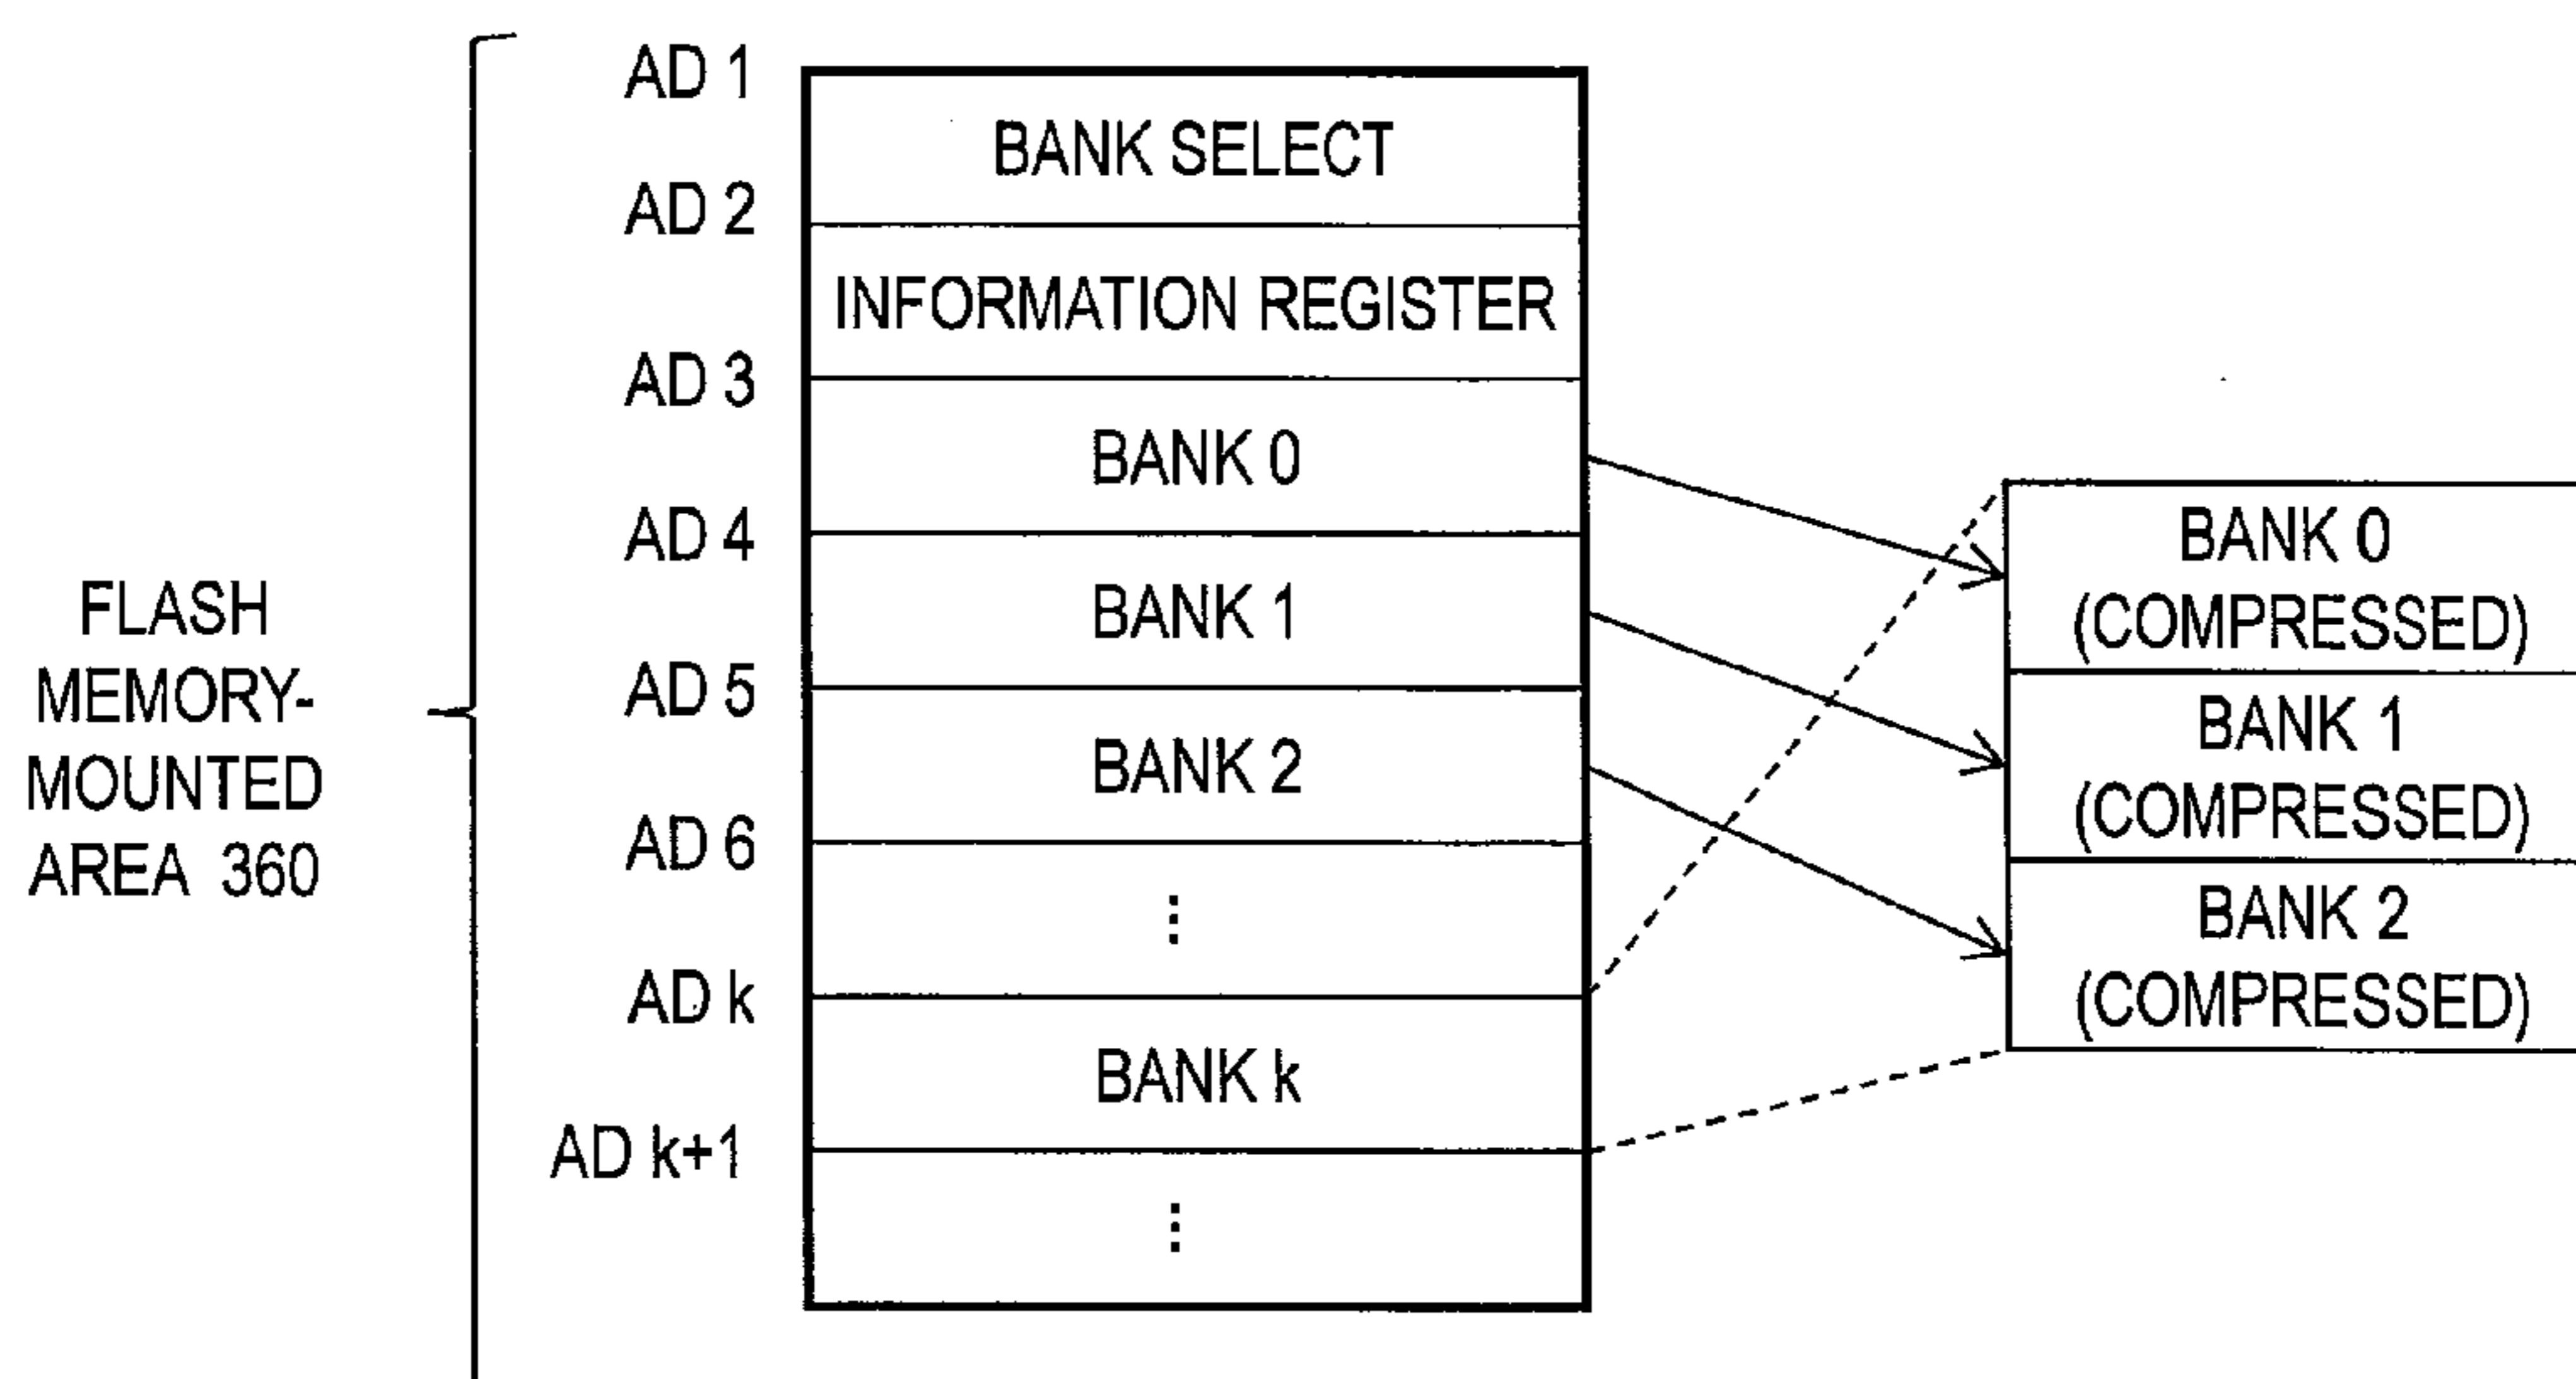 FLASH
MEMORY-
MOUNTED
AREA 360
AD 1
AD 2
AD 3
AD 4
AD 5
AD 6
AD k
AD k+1
BANK SELECT
INFORMATION REGISTER
BANK 0
BANK 1
BANK 2
⋮
BANK k
⋮
BANK 0
(COMPRESSED)
BANK 1
(COMPRESSED)
BANK 2
(COMPRESSED)